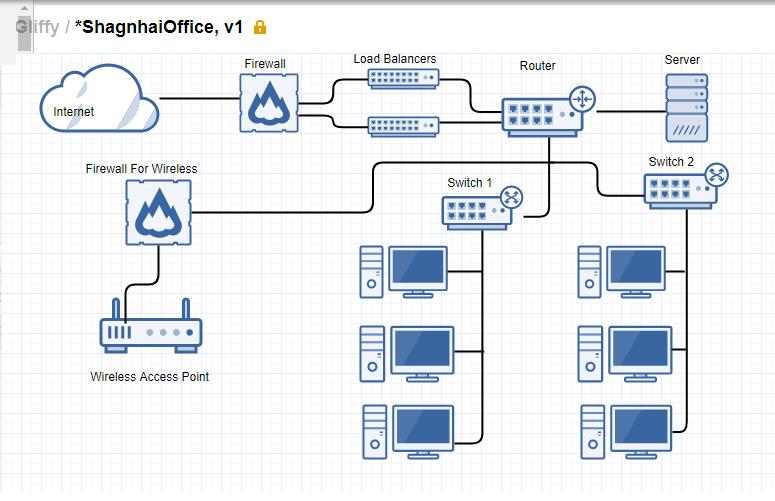 Gliffy / *ShagnhaiOffice, v1
Firewall
Load Balancers
Router
Server
Internet
Firewall For Wireless
Switch 1
Switch 2
Wireless Access Point